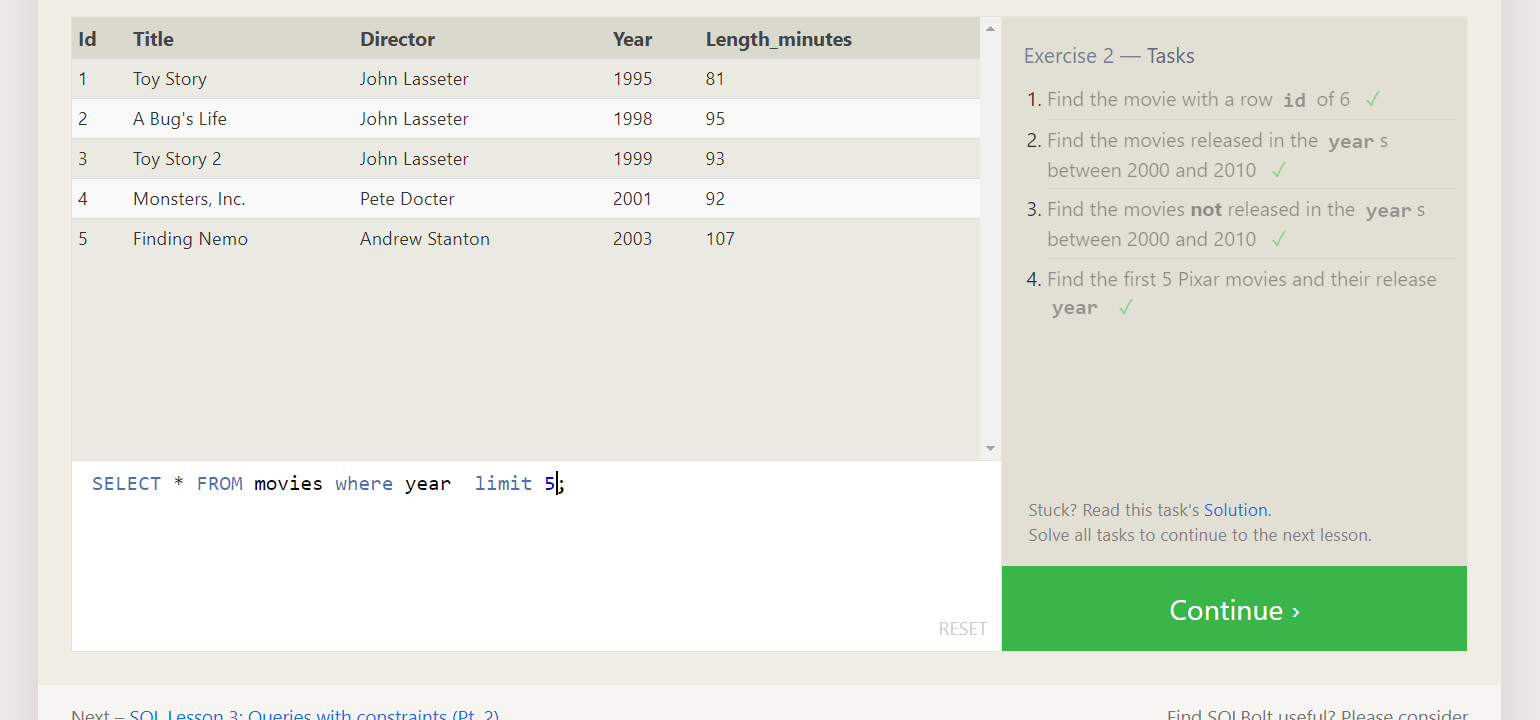 Id Title Director Year Length_minutes
1 Toy Story John Lasseter 1995 81
2 A Bug's Life John Lasseter 1998 95
3 Toy Story 2 John Lasseter 1999 93
4 Monsters, Inc. Pete Docter 2001 92
5 Finding Nemo Andrew Stanton 2003 107
SELECT * FROM movies where year  limit 5;
RESET
Exercise 2 — Tasks
1. Find the movie with a row id of 6 ✓
2. Find the movies released in the year s
between 2000 and 2010 ✓
3. Find the movies not released in the year s
between 2000 and 2010 ✓
4. Find the first 5 Pixar movies and their release
year ✓
Stuck? Read this task's Solution.
Solve all tasks to continue to the next lesson.
Continue ›
Next – SQL Lesson 3: Queries with constraints (Pt. 2)
Find SQLBolt useful? Please consider